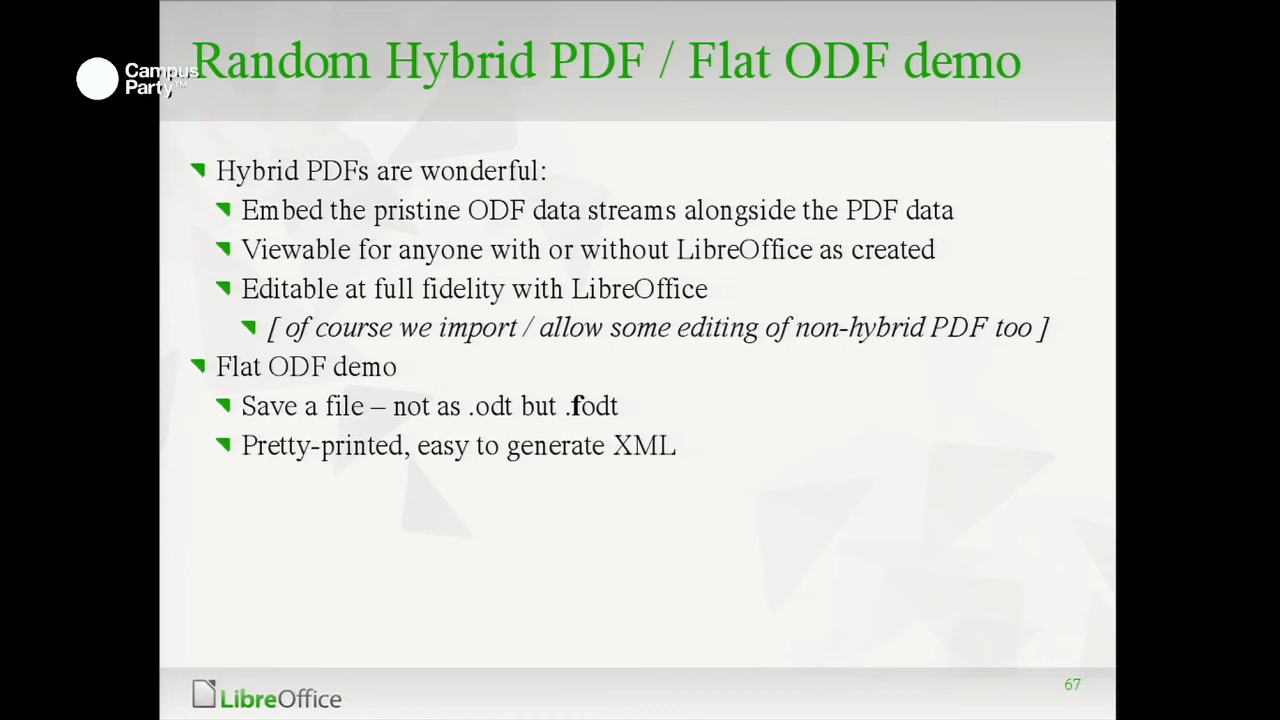 Random Hybrid PDF / Flat ODF demo
Campus
Party™
Hybrid PDFs are wonderful:
Embed the pristine ODF data streams alongside the PDF data
Viewable for anyone with or without LibreOffice as created
Editable at full fidelity with LibreOffice
[ of course we import / allow some editing of non-hybrid PDF too ]
Flat ODF demo
Save a file – not as .odt but .fodt
Pretty-printed, easy to generate XML
LibreOffice
67